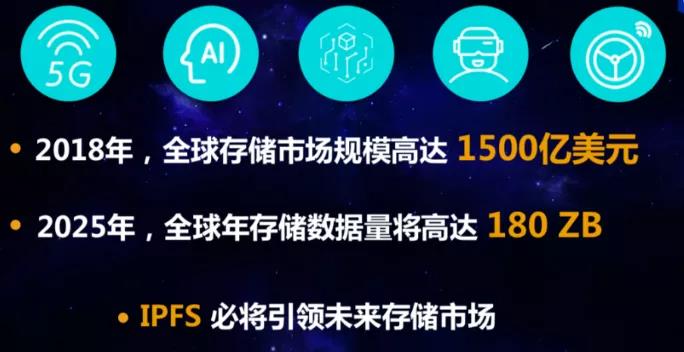 5G
AI
• 2018年，全球存储市场规模高达 1500亿美元
• 2025年，全球年存储数据量将高达 180 ZB
• IPFS 必将引领未来存储市场